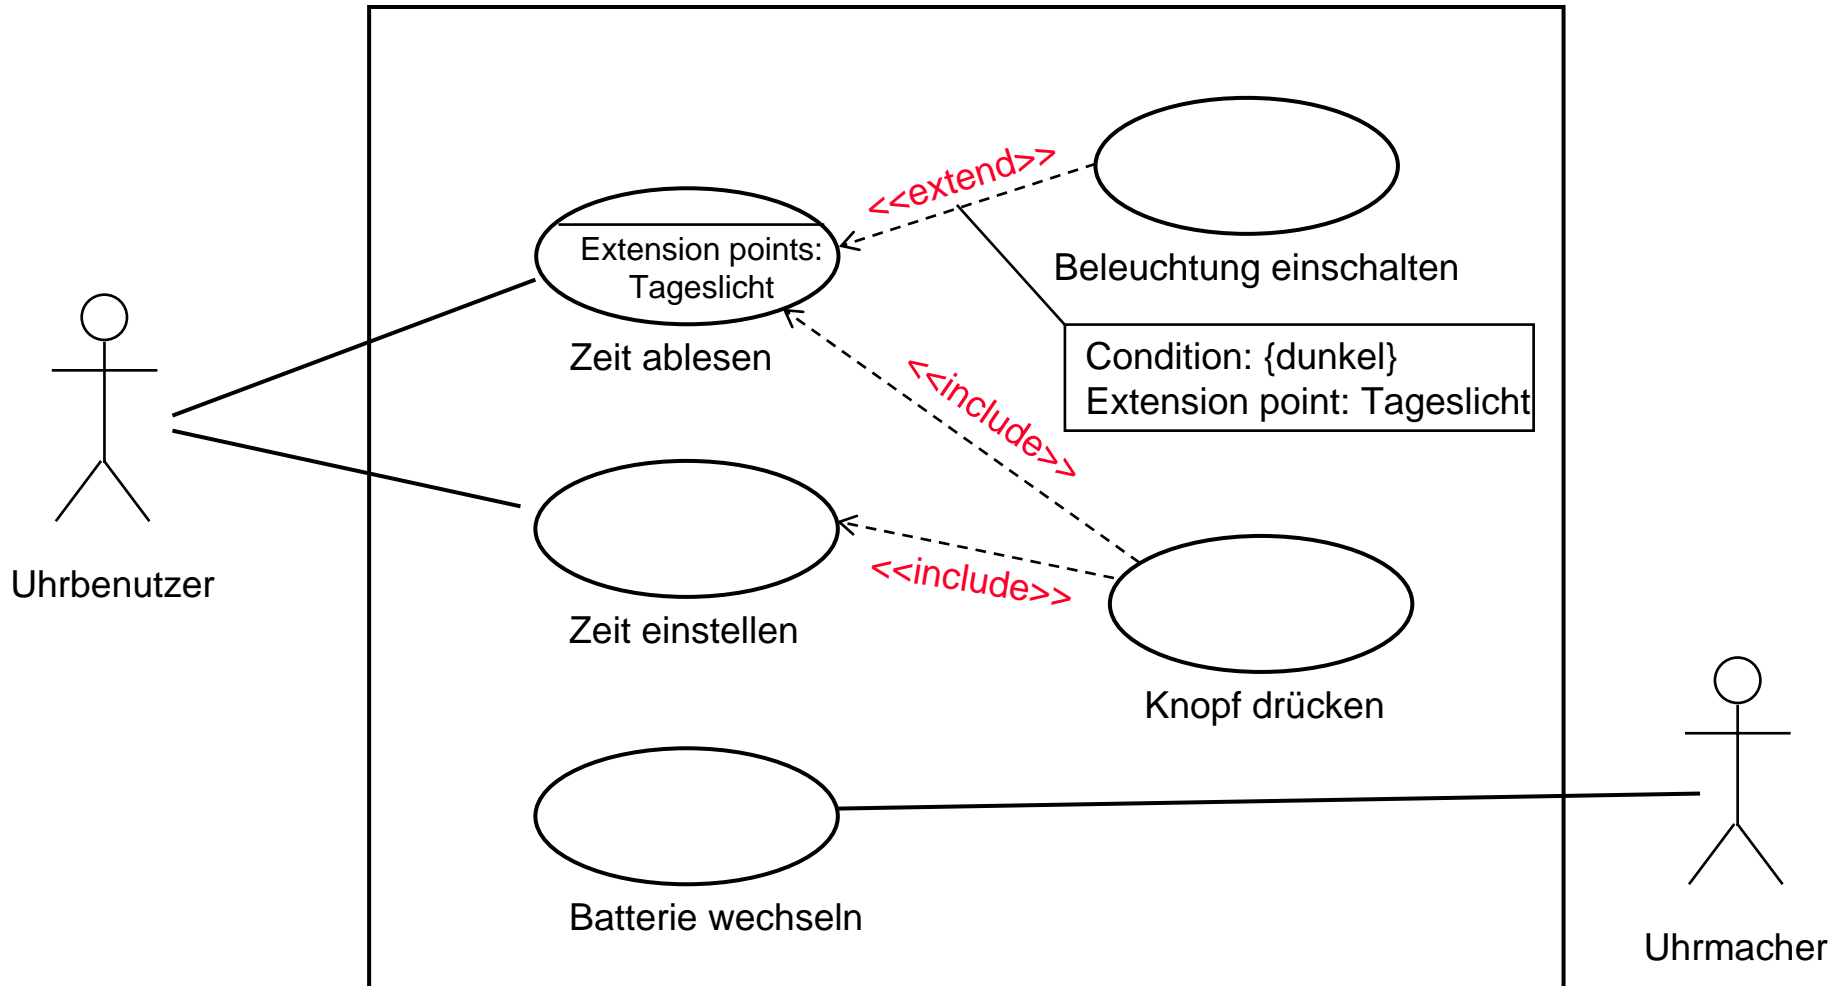 <<extend>>
Extension points:
Tageslicht
Beleuchtung einschalten
Zeit ablesen
Condition: {dunkel}
Extension point: Tageslicht
<<include>>
<<include>>
Uhrbenutzer
Zeit einstellen
Knopf drücken
Batterie wechseln
Uhrmacher